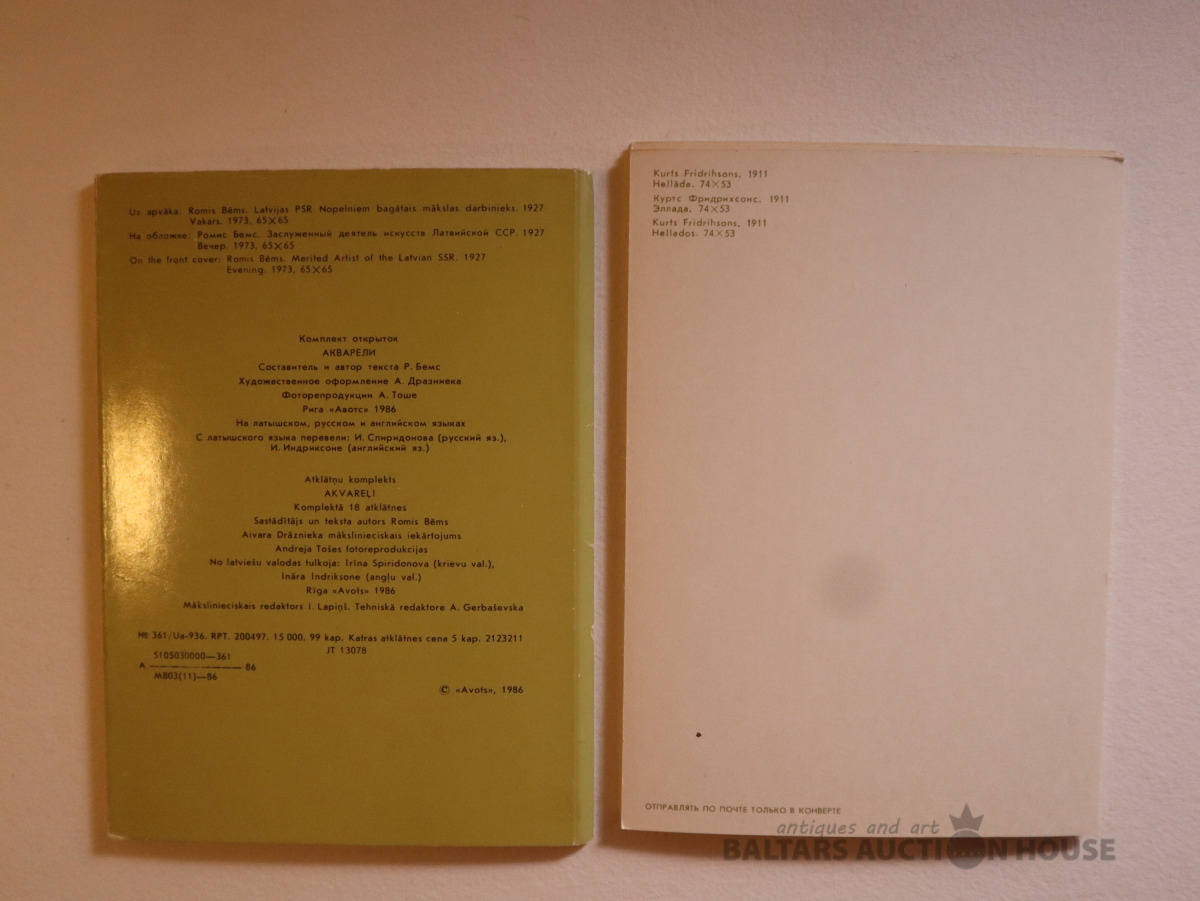 Uz apvāka: Romis Bēms. Latvijas PSR Nopelniem bagātais mākslas darbinieks. 1927
Vakars. 1973, 65×65
На обложке: Ромис Бемс. Заслуженный деятель искусств Латвийской ССР. 1927
Вечер. 1973, 65×65
On the front cover: Romis Bēms. Merited Artist of the Latvian SSR. 1927
Evening. 1973, 65×65
Комплект открыток
АКВАРЕЛИ
Составитель и автор текста Р. Бемс
Художественное оформление А. Дразниека
Фоторепродукции А. Тоше
Рига «Авотс» 1986
На латышском, русском и английском языках
С латышского языка перевели: И. Спиридонова (русский яз.),
И. Индриксоне (английский яз.)
Atklātņu komplekts
AKVAREĻI
Komplektā 18 atklātnes
Sastādītājs un teksta autors Romis Bēms
Aivara Drāznieka mākslinieciskais iekārtojums
Andreja Tošes fotoreprodukcijas
No latviešu valodas tulkoja: Irīna Spiridonova (krievu val.),
Ināra Indriksone (angļu val.)
Rīga «Avots» 1986
Mākslinieciskais redaktors I. Lapiņš. Tehniskā redaktore A. Gerbaševska
№ 361/Ua-936. RPT. 200497. 15 000. 99 kap. Katras atklātnes cena 5 kap. 2123211
JT 13078
5105030000—361
А ——— 86
М803(11)—86
© «Avots», 1986
Kurts Fridrihsons, 1911
Hellāda. 74×53
Куртс Фридрихсонс. 1911
Эллада, 74×53
Kurts Fridrihsons, 1911
Hellados. 74×53
ОТПРАВЛЯТЬ ПО ПОЧТЕ ТОЛЬКО В КОНВЕРТЕ
antiques and art
BALTARS AUCTION HOUSE